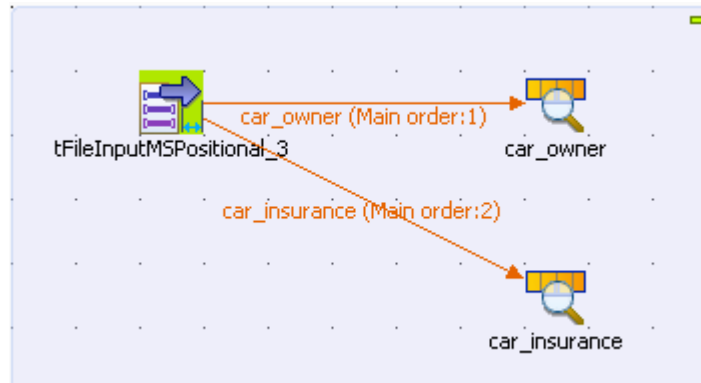 car_owner (Main order:1)
tFileInputMSPositional_3
car_owner
car_insurance (Main order:2)
car_insurance